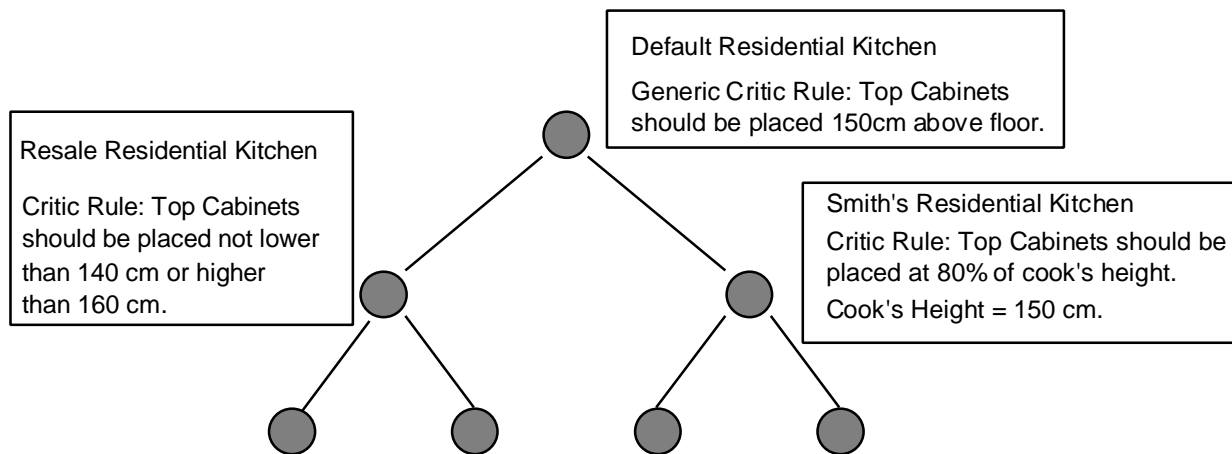 Default Residential Kitchen
Generic Critic Rule: Top Cabinets
should be placed 150cm above floor.
Resale Residential Kitchen
Critic Rule: Top Cabinets
should be placed not lower
than 140 cm or higher
than 160 cm.
Smith's Residential Kitchen
Critic Rule: Top Cabinets should be
placed at 80% of cook's height.
Cook's Height = 150 cm.